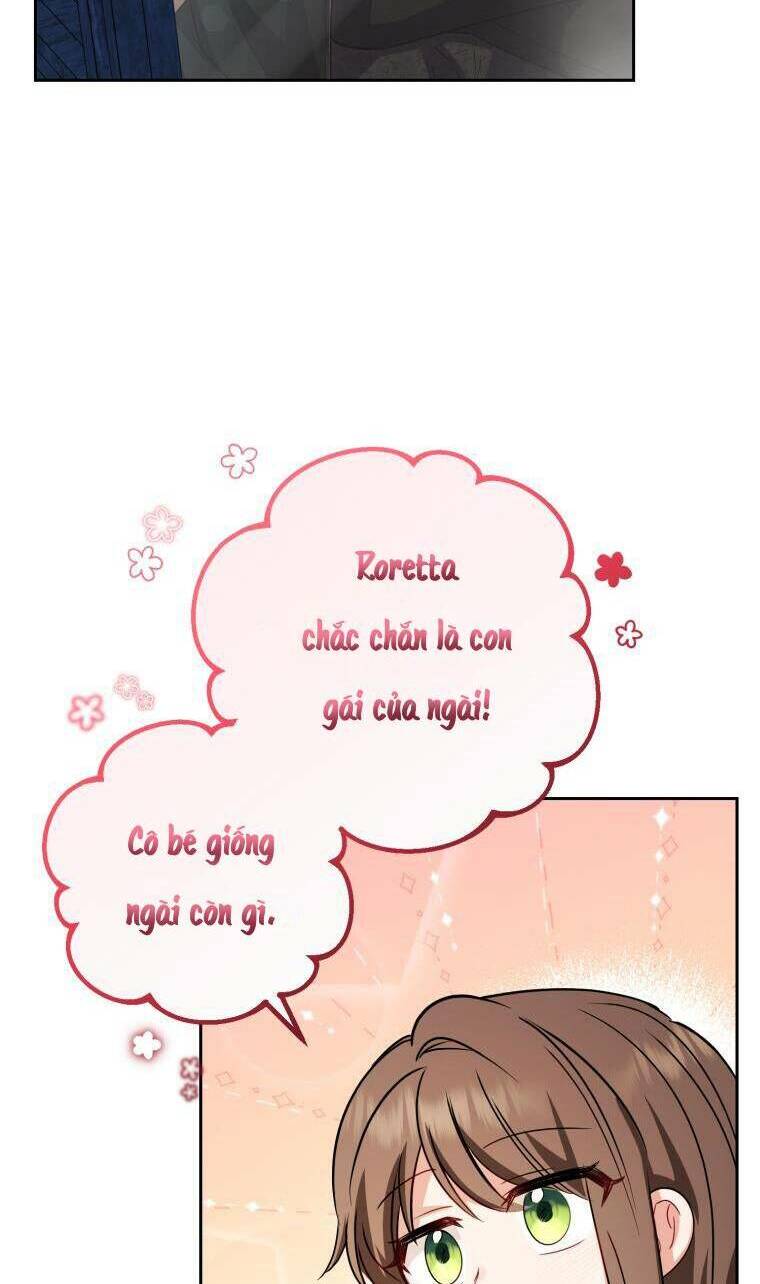 Roretta
chắc chắn là con
gái của ngài!
Cô bé giống
ngài còn gì.